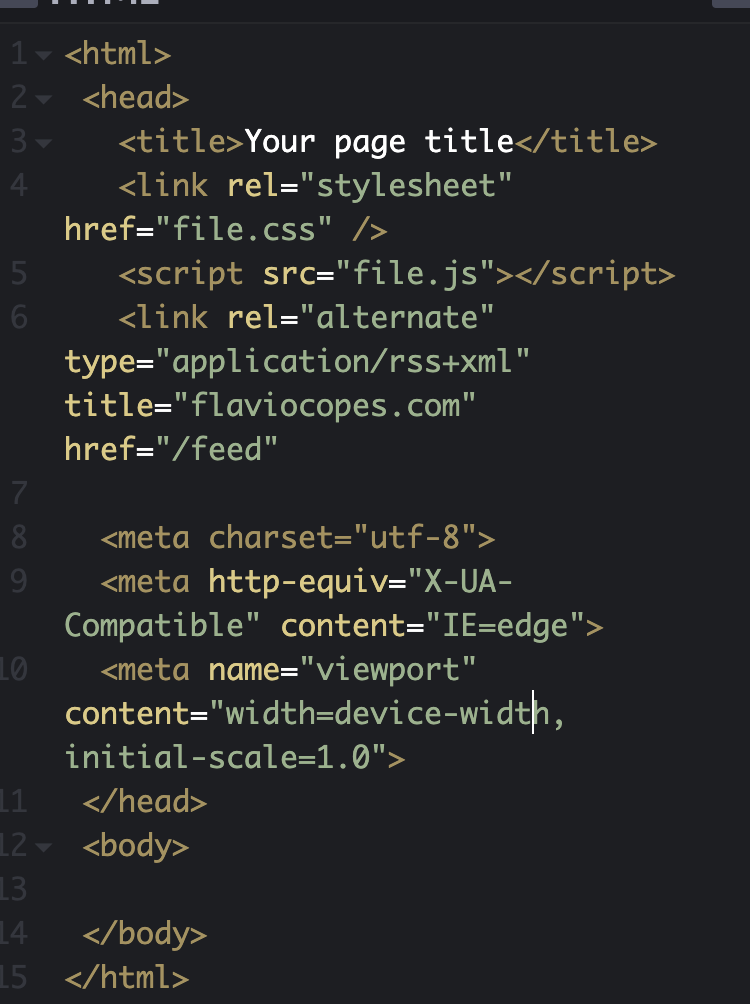 1 <html>
2 <head>
3 <title>Your page title</title>
4 <link rel="stylesheet"
href="file.css" />
5 <script src="file.js"></script>
6 <link rel="alternate"
type="application/rss+xml"
title="flaviocopes.com"
href="/feed"
7
8 <meta charset="utf-8">
9 <meta http-equiv="X-UA-
Compatible" content="IE=edge">
10 <meta name="viewport"
content="width=device-width,
initial-scale=1.0">
11 </head>
12 <body>
13
14 </body>
15 </html>